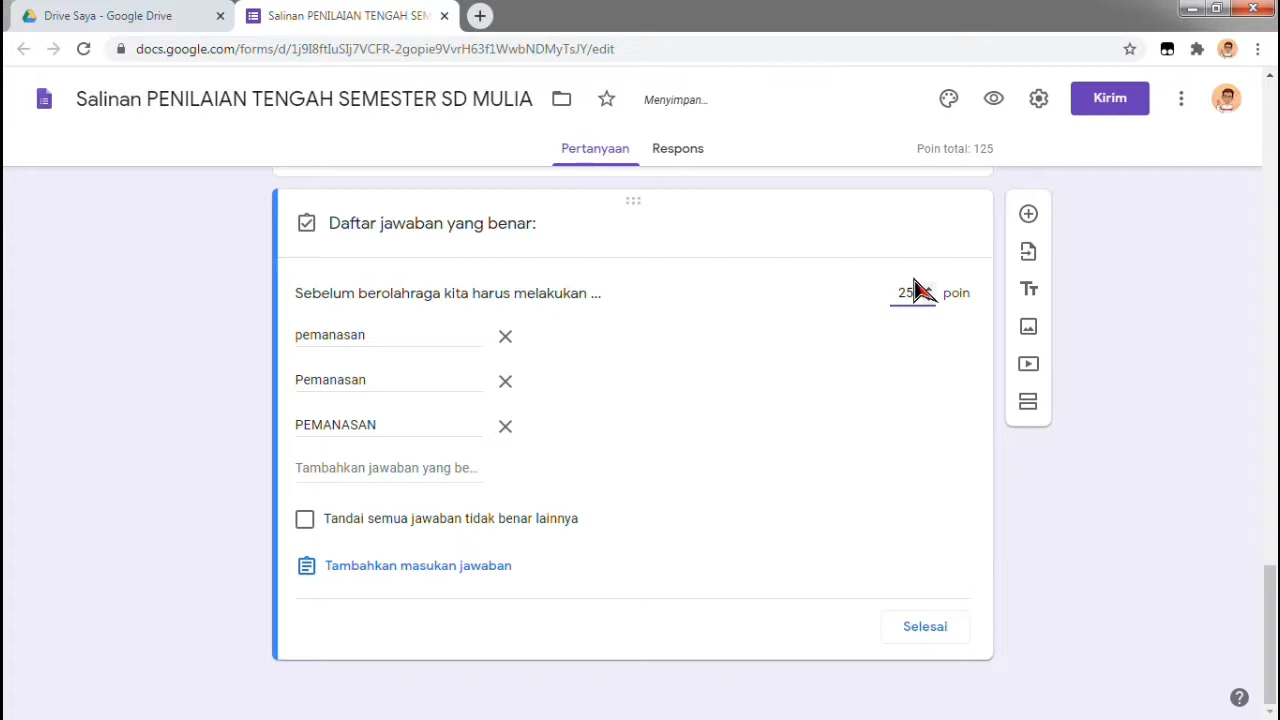 Drive Saya - Google Drive
Salinan PENILAIAN TENGAH SEM
docs.google.com/forms/d/1j9I8ftIuSIj7VCFR-2gopie9VvrH63f1WwbNDMyTsJY/edit
Salinan PENILAIAN TENGAH SEMESTER SD MULIA
Menyimpan...
Kirim
Pertanyaan
Respons
Poin total: 125
Daftar jawaban yang benar:
Sebelum berolahraga kita harus melakukan ...
25
poin
pemanasan
Pemanasan
PEMANASAN
Tambahkan jawaban yang be...
Tandai semua jawaban tidak benar lainnya
Tambahkan masukan jawaban
Selesai